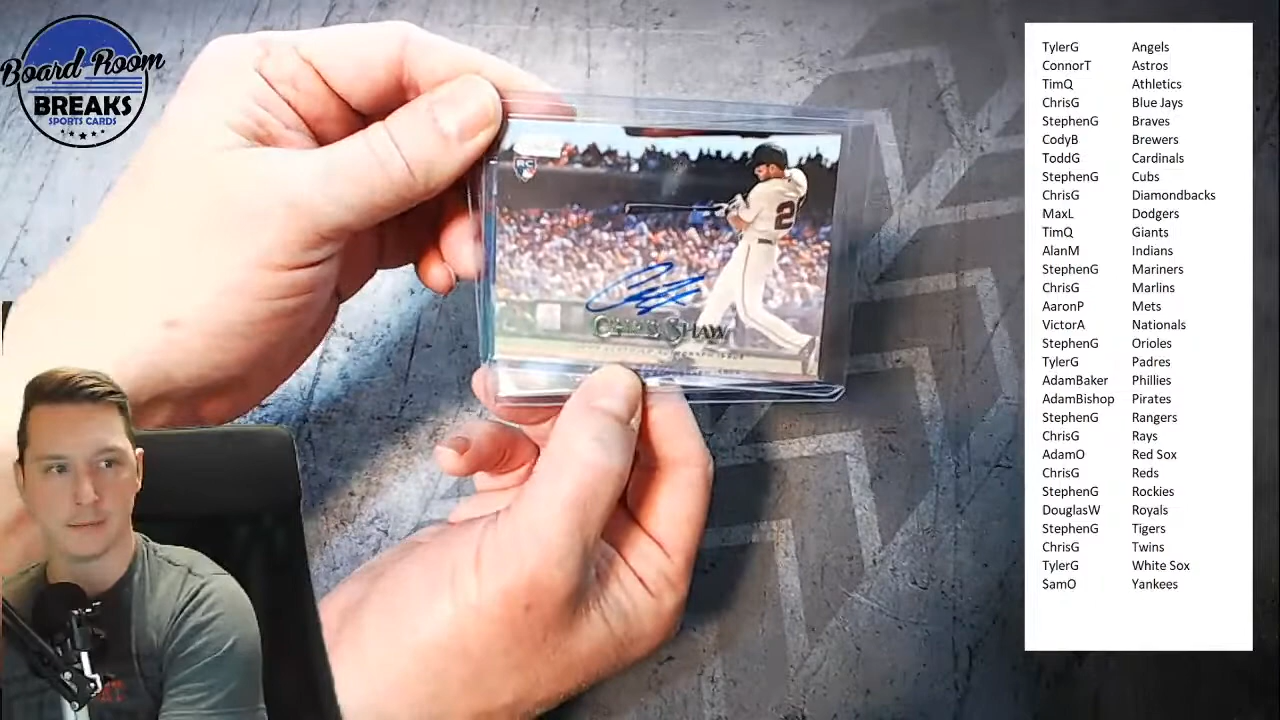 Board Room
BREAKS
SPORTS CARDS
RC
2
CHRIS SHAW
TylerG Angels
ConnorT Astros
TimQ Athletics
ChrisG Blue Jays
StephenG Braves
CodyB Brewers
ToddG Cardinals
StephenG Cubs
ChrisG Diamondbacks
MaxL Dodgers
TimQ Giants
AlanM Indians
StephenG Mariners
ChrisG Marlins
AaronP Mets
VictorA Nationals
StephenG Orioles
TylerG Padres
AdamBaker Phillies
AdamBishop Pirates
StephenG Rangers
ChrisG Rays
AdamO Red Sox
ChrisG Reds
StephenG Rockies
DouglasW Royals
StephenG Tigers
ChrisG Twins
TylerG White Sox
SamO Yankees